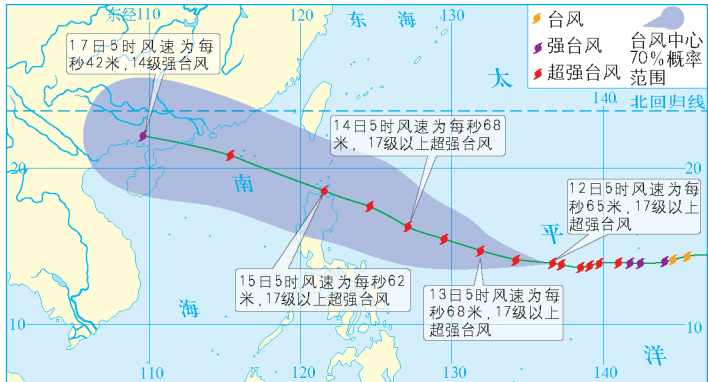 东经110
120
东 海
台风
强台风
超强台风
台风中心
70%概率
范围
17日5时风速为每
秒42米,14级强台风
太
140
北回归线
14日5时风速为每秒68
米, 17级以上超强台风
20
南
20
12日5时风速为每
秒65米,17级以上
超强台风
平
15日5时风速为每秒62
米,17级以上超强台风
13日5时风速为每
秒68米,17级以上
超强台风
海
10
10
洋
110
120
130
140